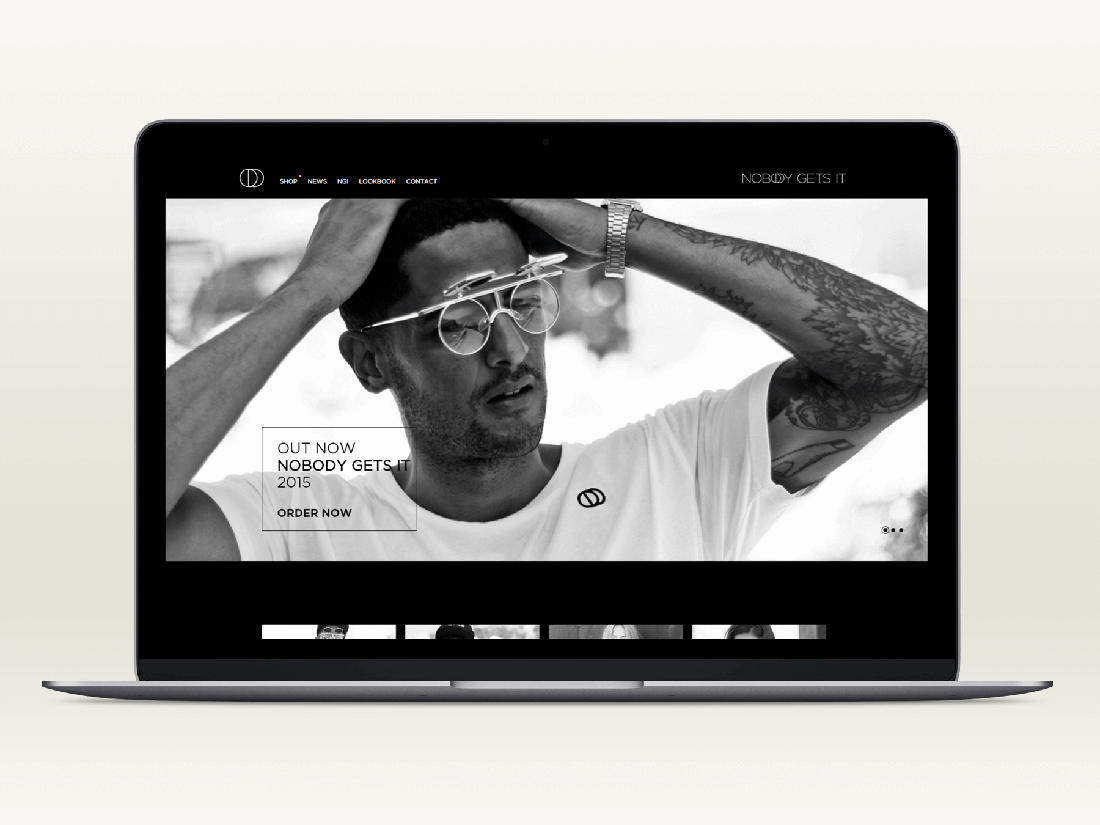 SHOP NEWS NGI LOOKBOOK CONTACT
NOBODY GETS IT
OUT NOW
NOBODY GETS IT
2015
ORDER NOW